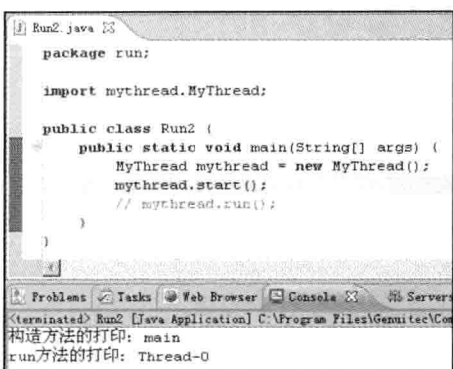 Run2.java
package run;
import mythread.MyThread;
public class Run2 {
public static void main(String[] args) {
MyThread mythread = new MyThread();
mythread.start();
// mythread.run();
}
}
Problems Tasks Web Browser Console Servers
<terminated> Run2 [Java Application] C:\Program Files\Genuitec\Com
构造方法的打印: main
run方法的打印: Thread-0